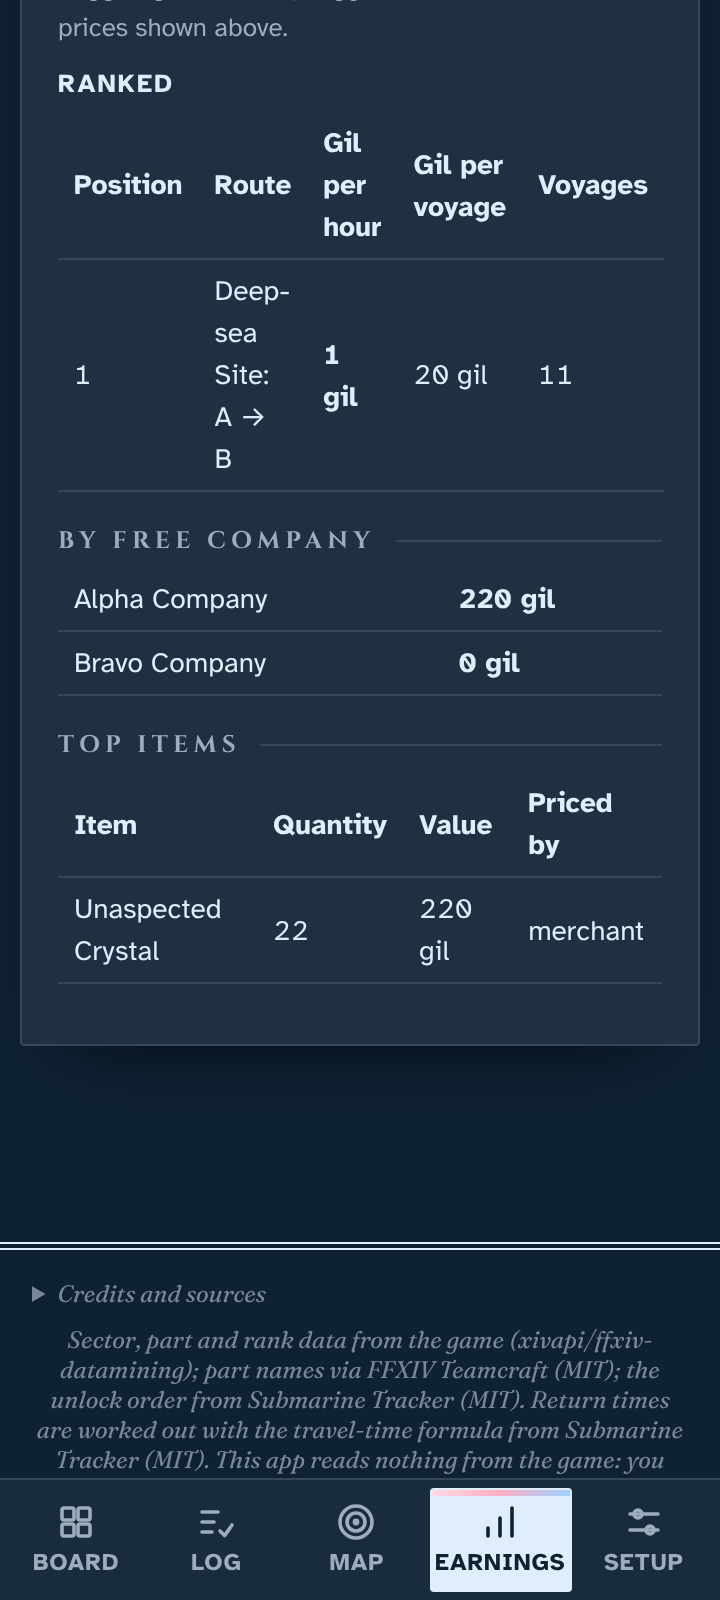 prices shown above.
RANKED
Position Route Gil per hour Gil per voyage Voyages
1 Deep-sea Site: A → B 1 gil 20 gil 11
BY FREE COMPANY
Alpha Company 220 gil
Bravo Company 0 gil
TOP ITEMS
Item Quantity Value Priced by
Unaspected Crystal 22 220 gil merchant
Credits and sources
Sector, part and rank data from the game (xivapi/ffxiv-
datamining); part names via FFXIV Teamcraft (MIT); the
unlock order from Submarine Tracker (MIT). Return times
are worked out with the travel-time formula from Submarine
Tracker (MIT). This app reads nothing from the game: you
BOARD LOG MAP EARNINGS SETUP